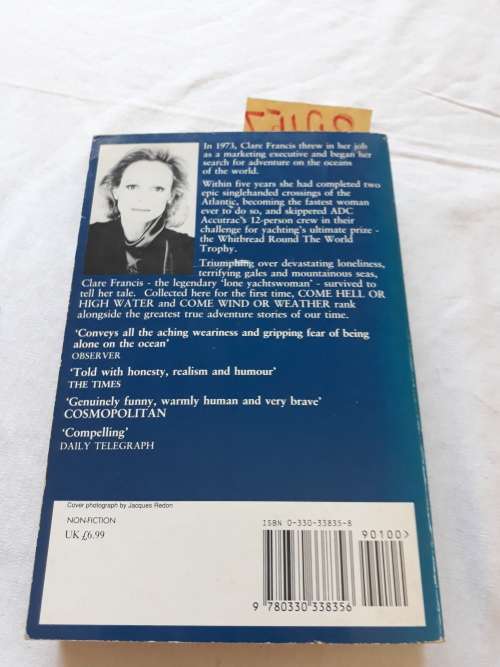 In 1973, Clare Francis threw in her job
as a marketing executive and began her
search for adventure on the oceans
of the world.
Within five years she had completed two
epic singlehanded crossings of the
Atlantic, becoming the fastest woman
ever to do so, and skippered ADC
Accutrac's 12-person crew in their
challenge for yachting's ultimate prize -
the Whitbread Round The World
Trophy.
Triumphing over devastating loneliness,
terrifying gales and mountainous seas,
Clare Francis - the legendary 'lone yachtswoman' - survived to
tell her tale. Collected here for the first time, COME HELL OR
HIGH WATER and COME WIND OR WEATHER rank
alongside the greatest true adventure stories of our time.
'Conveys all the aching weariness and gripping fear of being
alone on the ocean'
OBSERVER
'Told with honesty, realism and humour'
THE TIMES
'Genuinely funny, warmly human and very brave'
COSMOPOLITAN
'Compelling'
DAILY TELEGRAPH
Cover photograph by Jacques Redon
NON-FICTION
UK £6.99
ISBN 0-330-33835-8
90100>
9 780330 338356